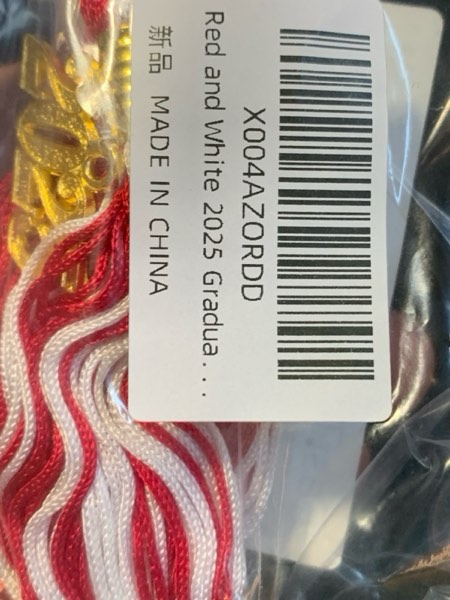 X004AZORDD
Red and White 2025 Gradua...
新品 MADE IN CHINA